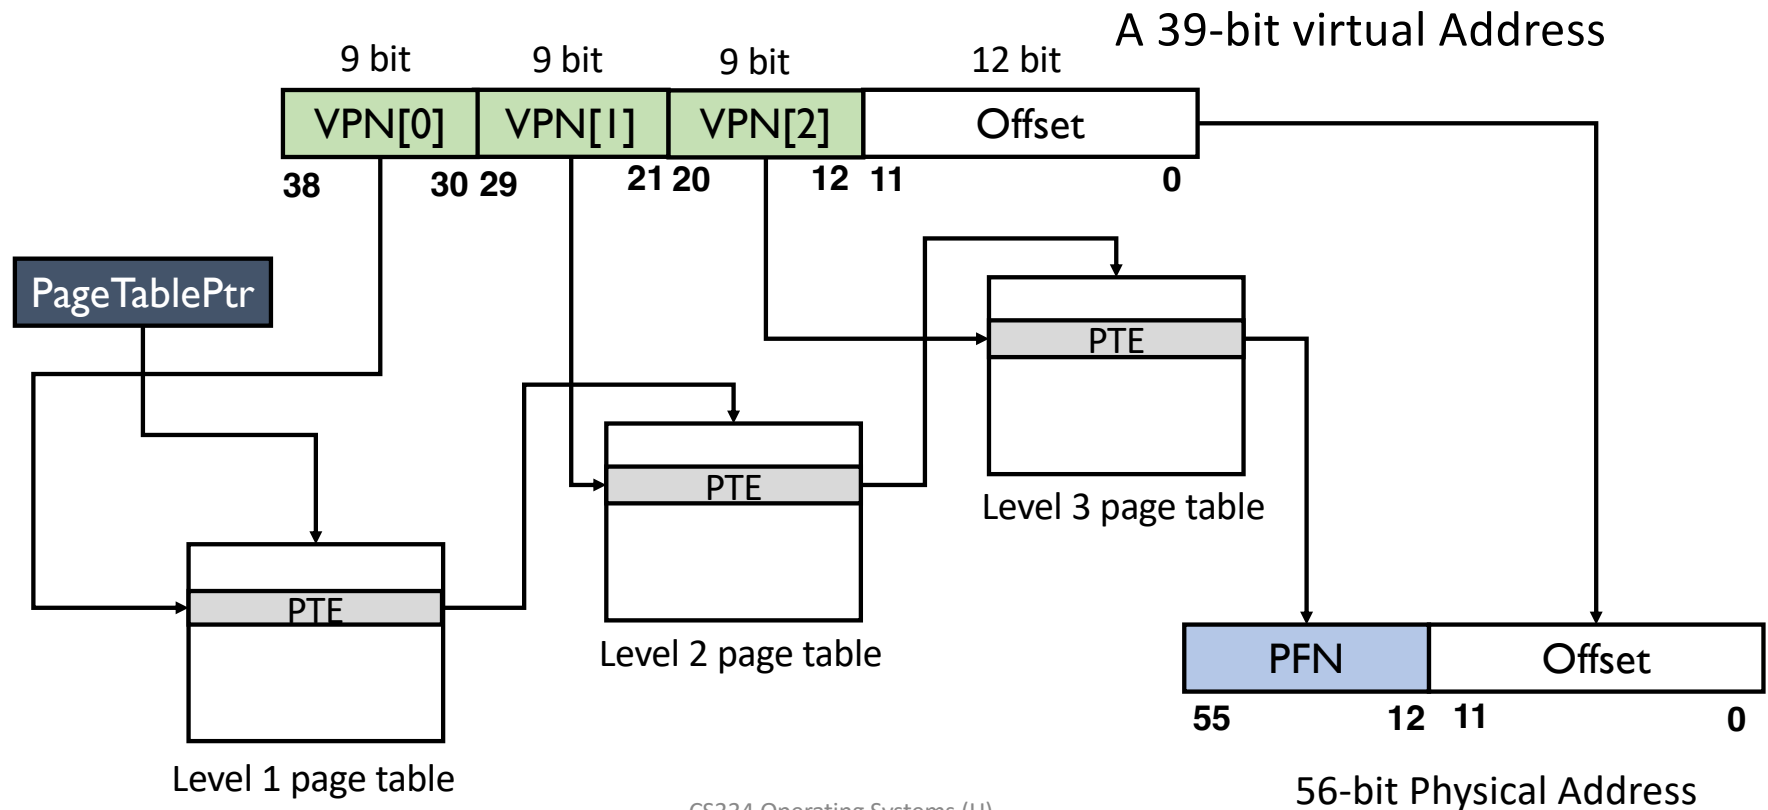 A 39-bit virtual Address
9 bit 9 bit 9 bit 12 bit
VPN[0] VPN[1] VPN[2] Offset
38 30 29 21 20 12 11 0
PageTablePtr
PTE
PTE
Level 3 page table
PTE
Level 2 page table
PFN Offset
55 12 11 0
Level 1 page table
56-bit Physical Address